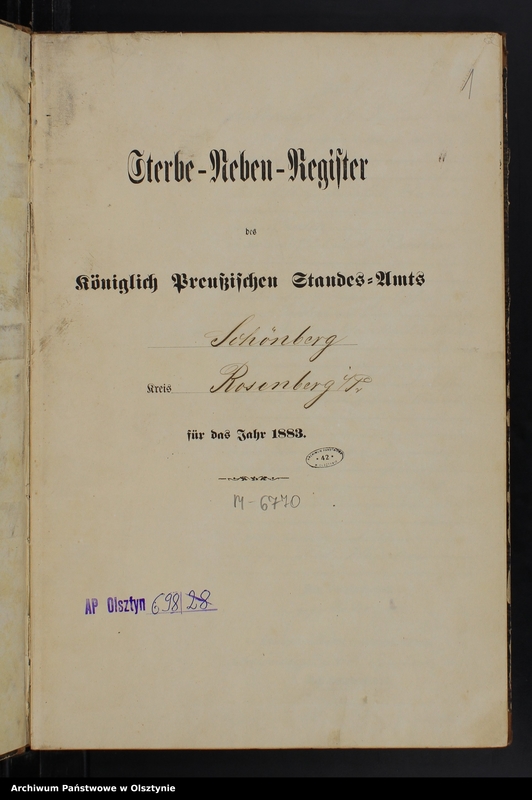 1
Sterbe-Neben-Register
des
Königlich Preußischen Standes-Amts
Schönberg
Kreis Rosenberg i/Pr
für das Jahr 1883.
42
M-6770
AP Olsztyn 698/28
Archiwum Państwowe w Olsztynie